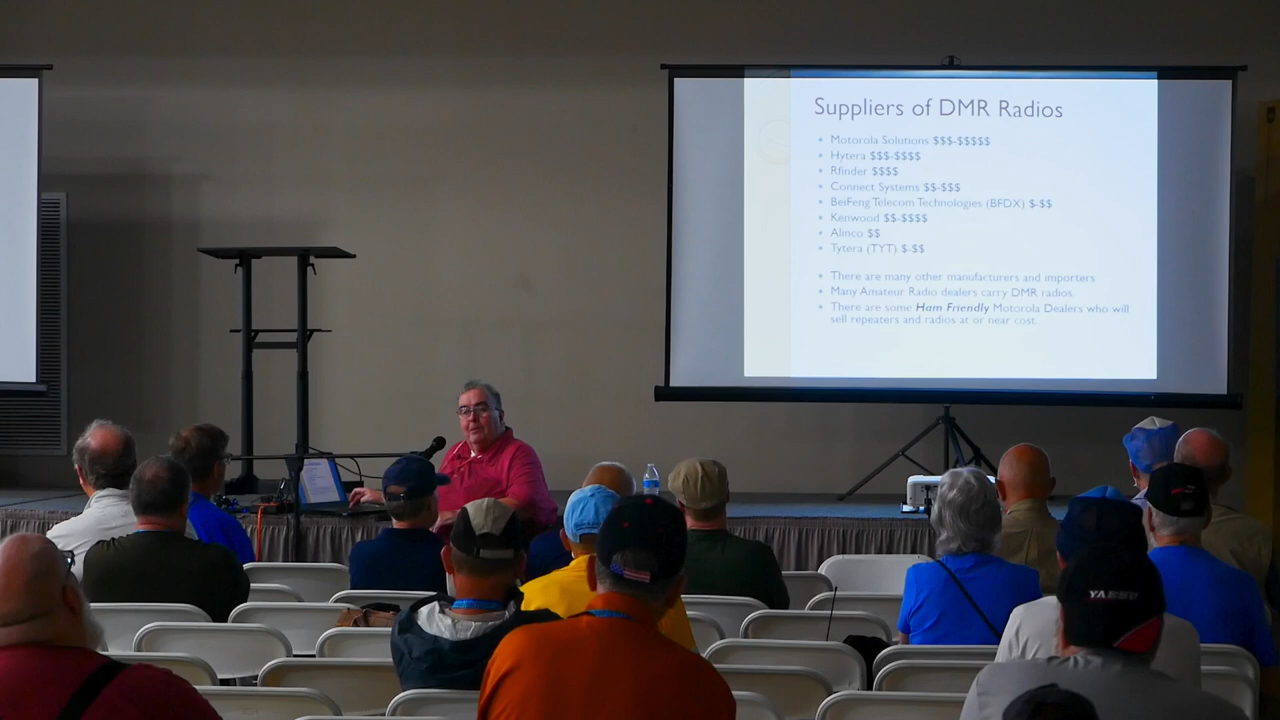 Suppliers of DMR Radios
Motorola Solutions $$$-$$$$$
Hytera $$$-$$$$
Rfinder $$$$
Connect Systems $$-$$$
BeiFeng Telecom Technologies (BFDX) $-$$
Kenwood $$-$$$$
Alinco $$
Tytera (TYT) $-$$
There are many other manufacturers and importers
Many Amateur Radio dealers carry DMR radios
There are some Ham Friendly Motorola Dealers who will
sell repeaters and radios at or near cost.
YAESU